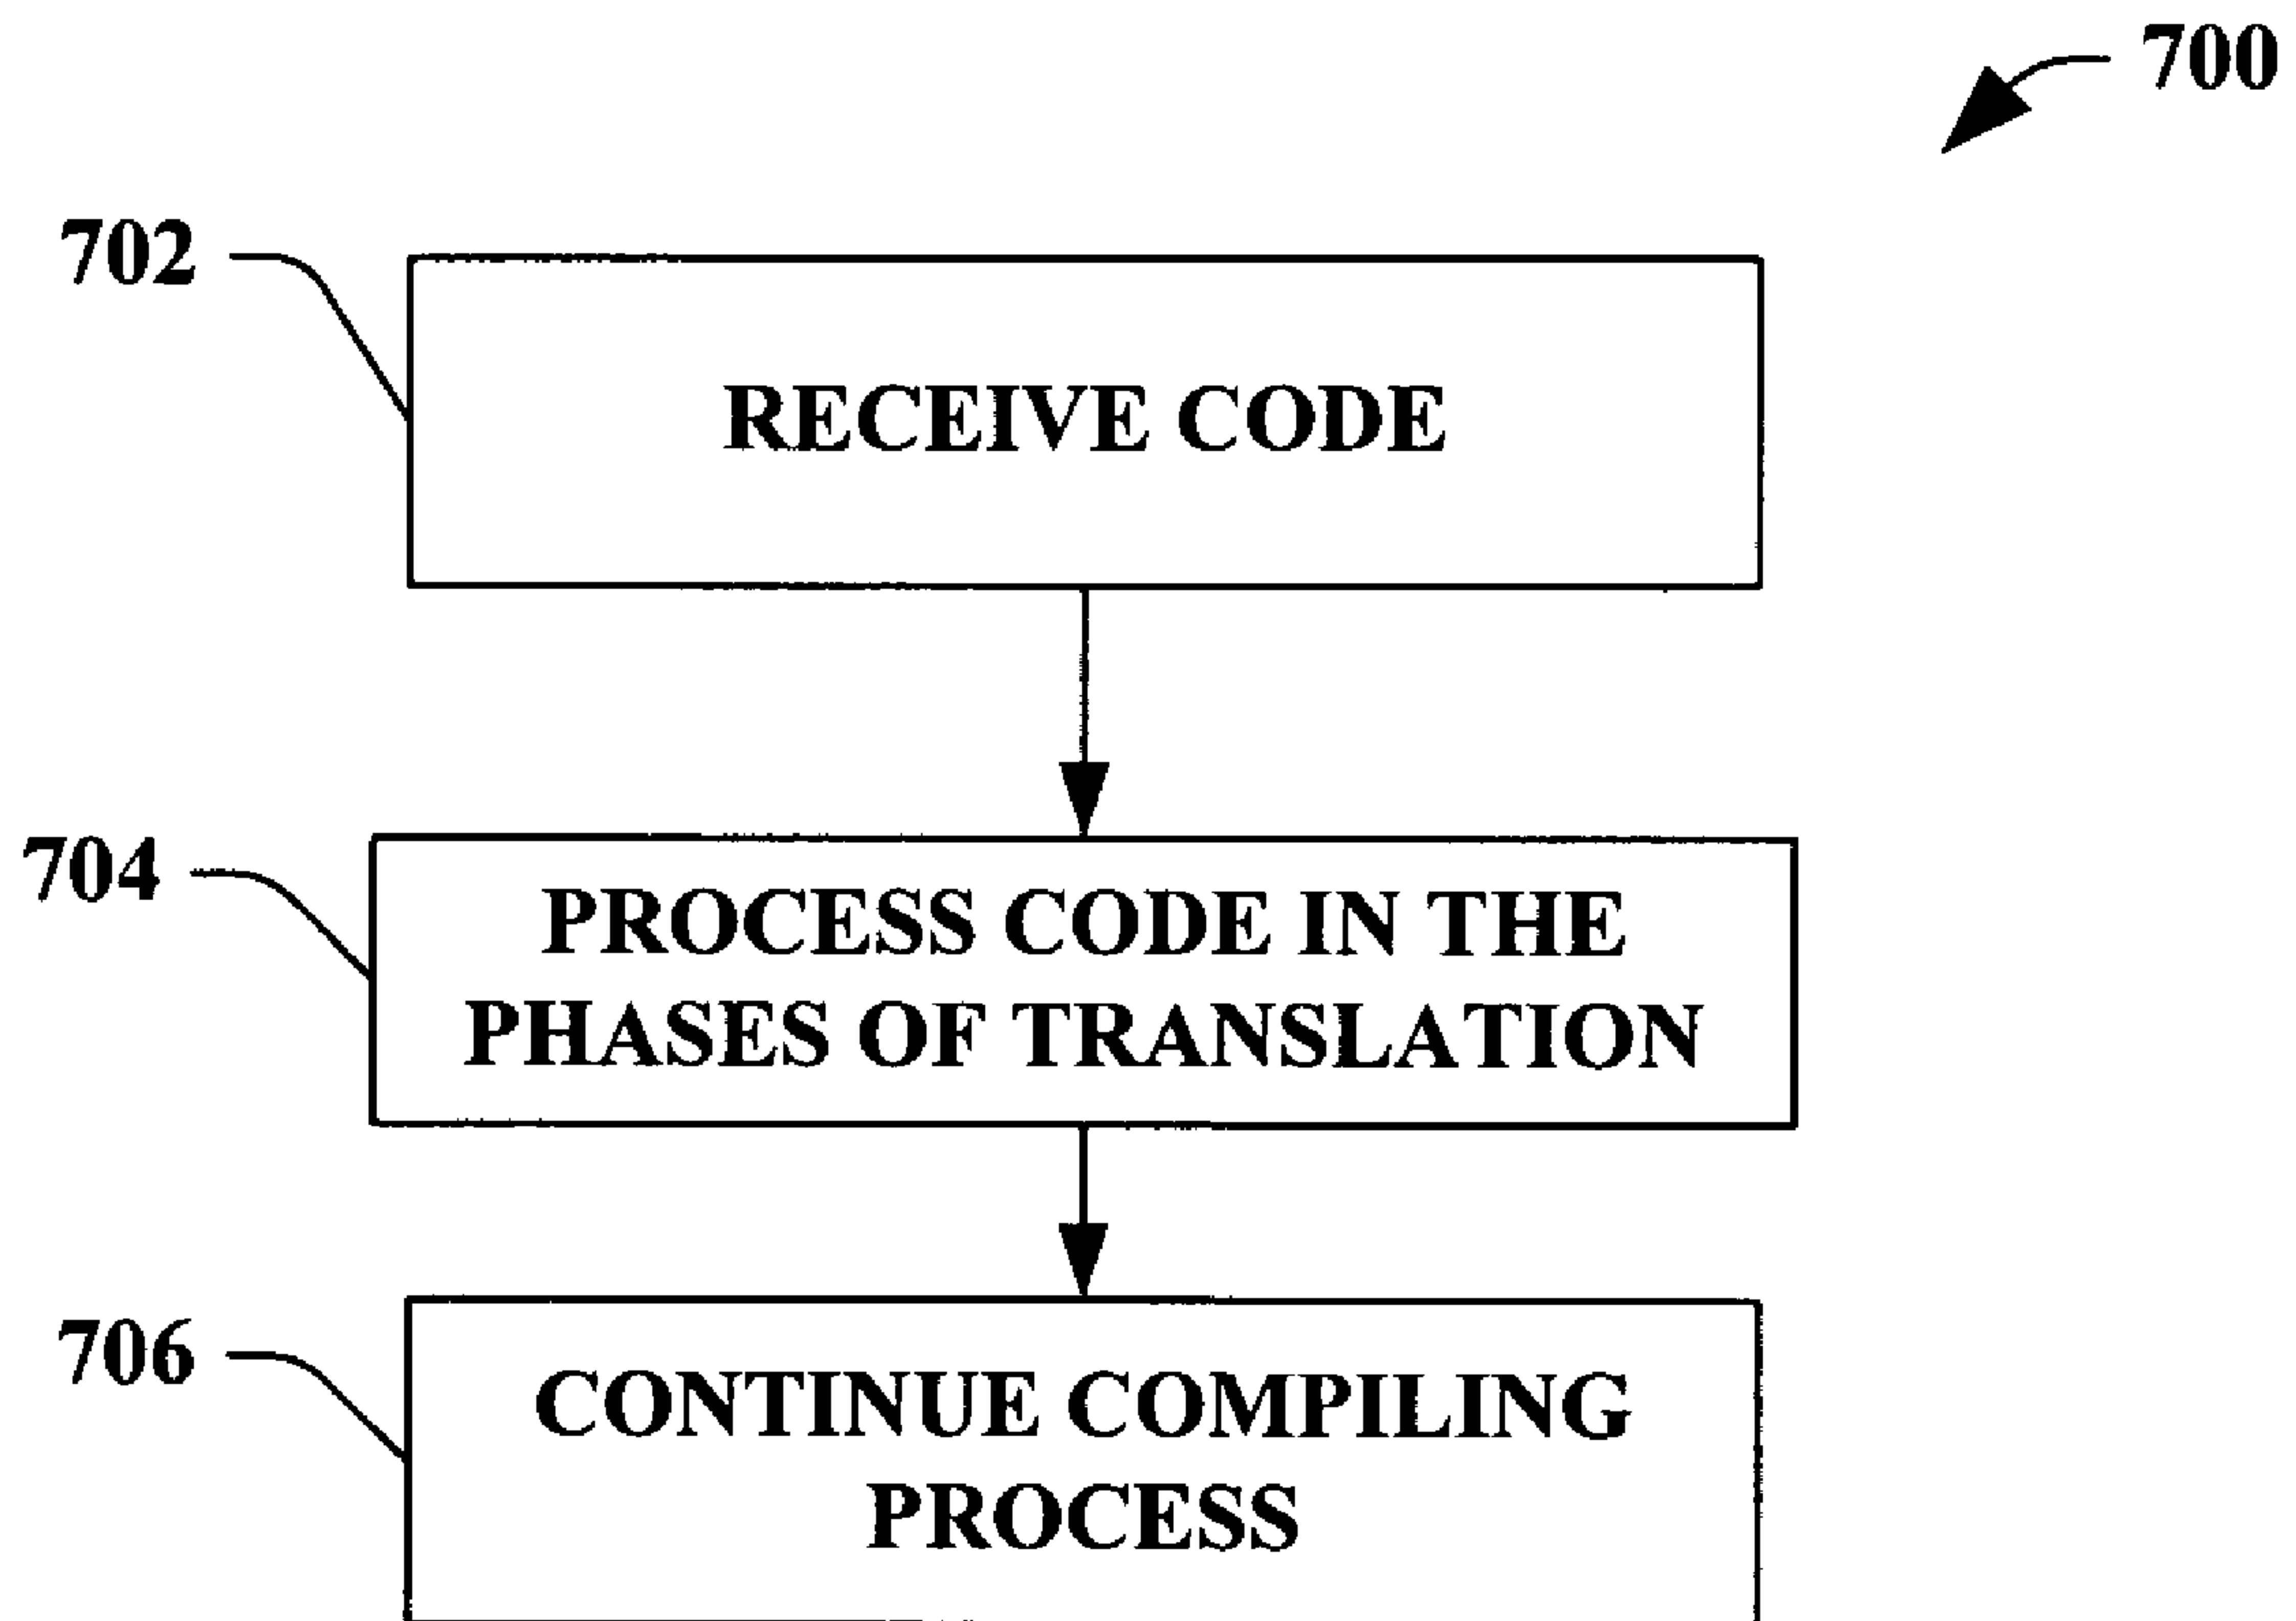 700
702
RECEIVE CODE
704
PROCESS CODE IN THE
PHASES OF TRANSLATION
706
CONTINUE COMPILING
PROCESS